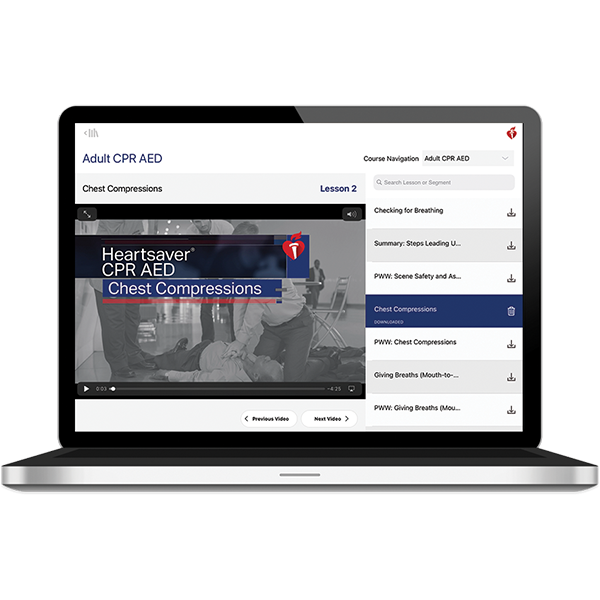 Adult CPR AED
Course Navigation
Adult CPR AED
Chest Compressions
Lesson 2
Search Lesson or Segment
Heartsaver®
CPR AED
Chest Compressions
0:03
-4:25
Previous Video
Next Video
Checking for Breathing
Summary: Steps Leading U...
PWW: Scene Safety and As...
Chest Compressions
DOWNLOADED
PWW: Chest Compressions
Giving Breaths (Mouth-to-...
PWW: Giving Breaths (Mou...